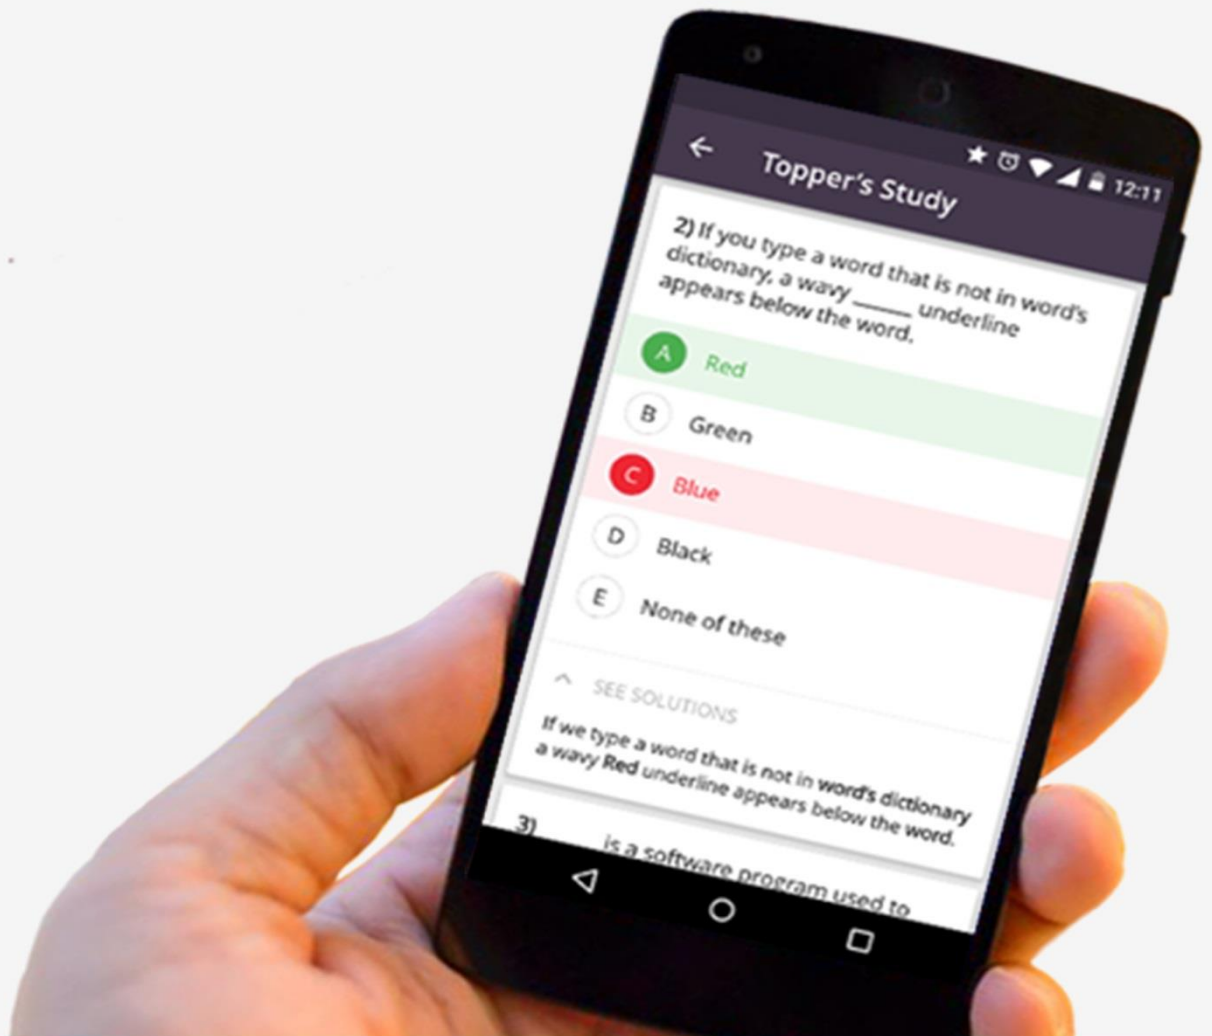 12:11
Topper's Study
2) If you type a word that is not in word's
dictionary, a wavy ______ underline
appears below the word.
A Red
B Green
C Blue
D Black
E None of these
SEE SOLUTIONS
If we type a word that is not in word's dictionary
a wavy Red underline appears below the word.
3) ______ is a software program used to